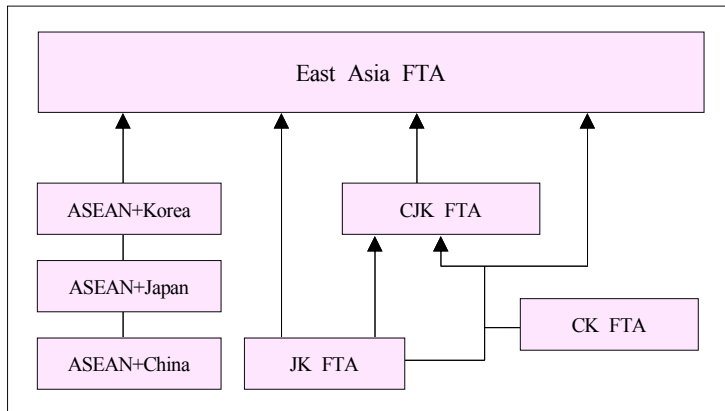 East Asia FTA
ASEAN+Korea
CJK FTA
ASEAN+Japan
CK FTA
ASEAN+China
JK FTA